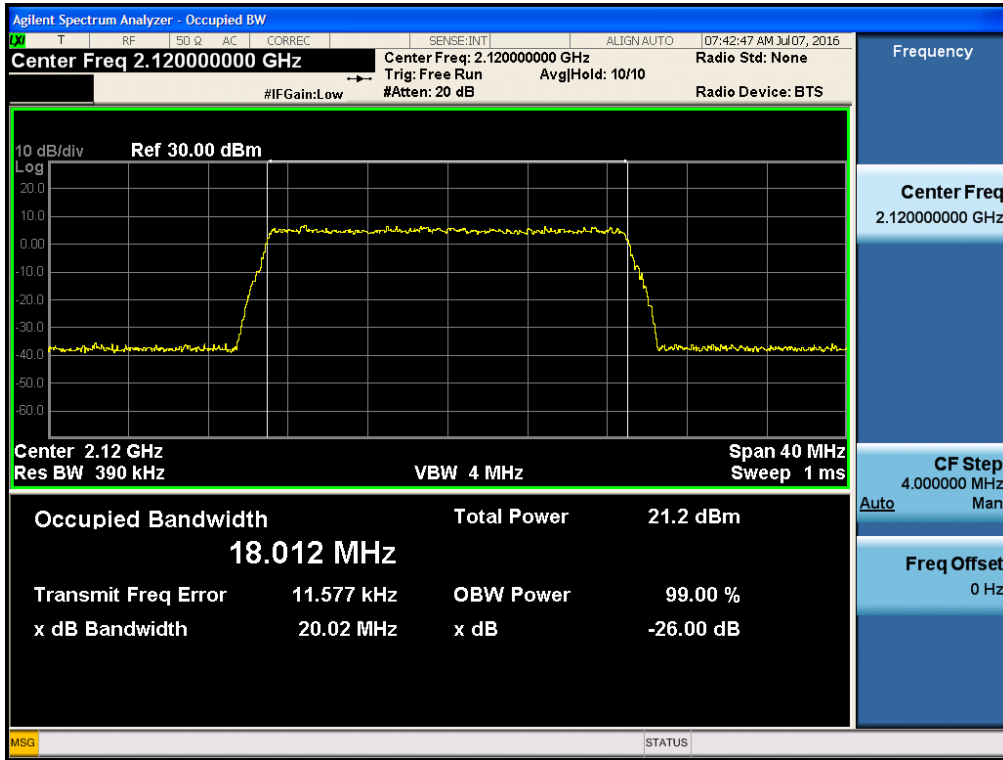 Agilent Spectrum Analyzer - Occupied BW
LXI T RF 50 Ω AC CORREC SENSE:INT ALIGN AUTO 07:42:47 AM Jul 07, 2016
Center Freq 2.120000000 GHz Center Freq: 2.120000000 GHz Radio Std: None
Trig: Free Run Avg|Hold: 10/10
#IFGain:Low #Atten: 20 dB Radio Device: BTS
10 dB/div Ref 30.00 dBm
Log
20.0
10.0
0.00
-10.0
-20.0
-30.0
-40.0
-50.0
-60.0
Center 2.12 GHz Span 40 MHz
Res BW 390 kHz VBW 4 MHz Sweep 1 ms
Occupied Bandwidth Total Power 21.2 dBm
18.012 MHz
Transmit Freq Error 11.577 kHz OBW Power 99.00 %
x dB Bandwidth 20.02 MHz x dB -26.00 dB
Frequency
Center Freq
2.120000000 GHz
CF Step
4.000000 MHz
Auto Man
Freq Offset
0 Hz
MSG STATUS